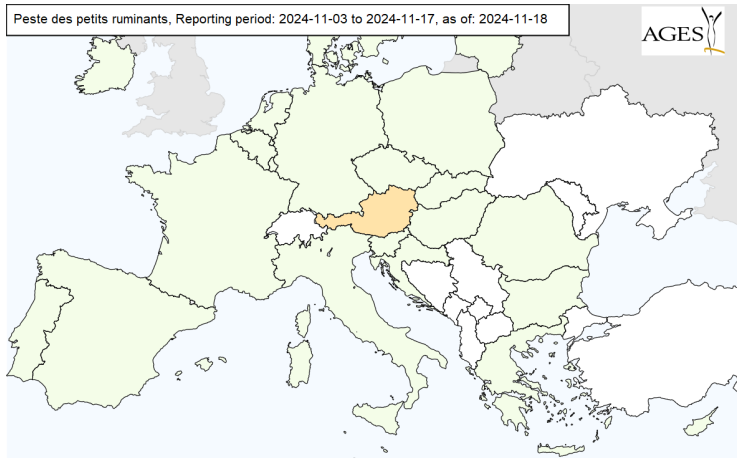 Peste des petits ruminants, Reporting period: 2024-11-03 to 2024-11-17, as of: 2024-11-18
AGES